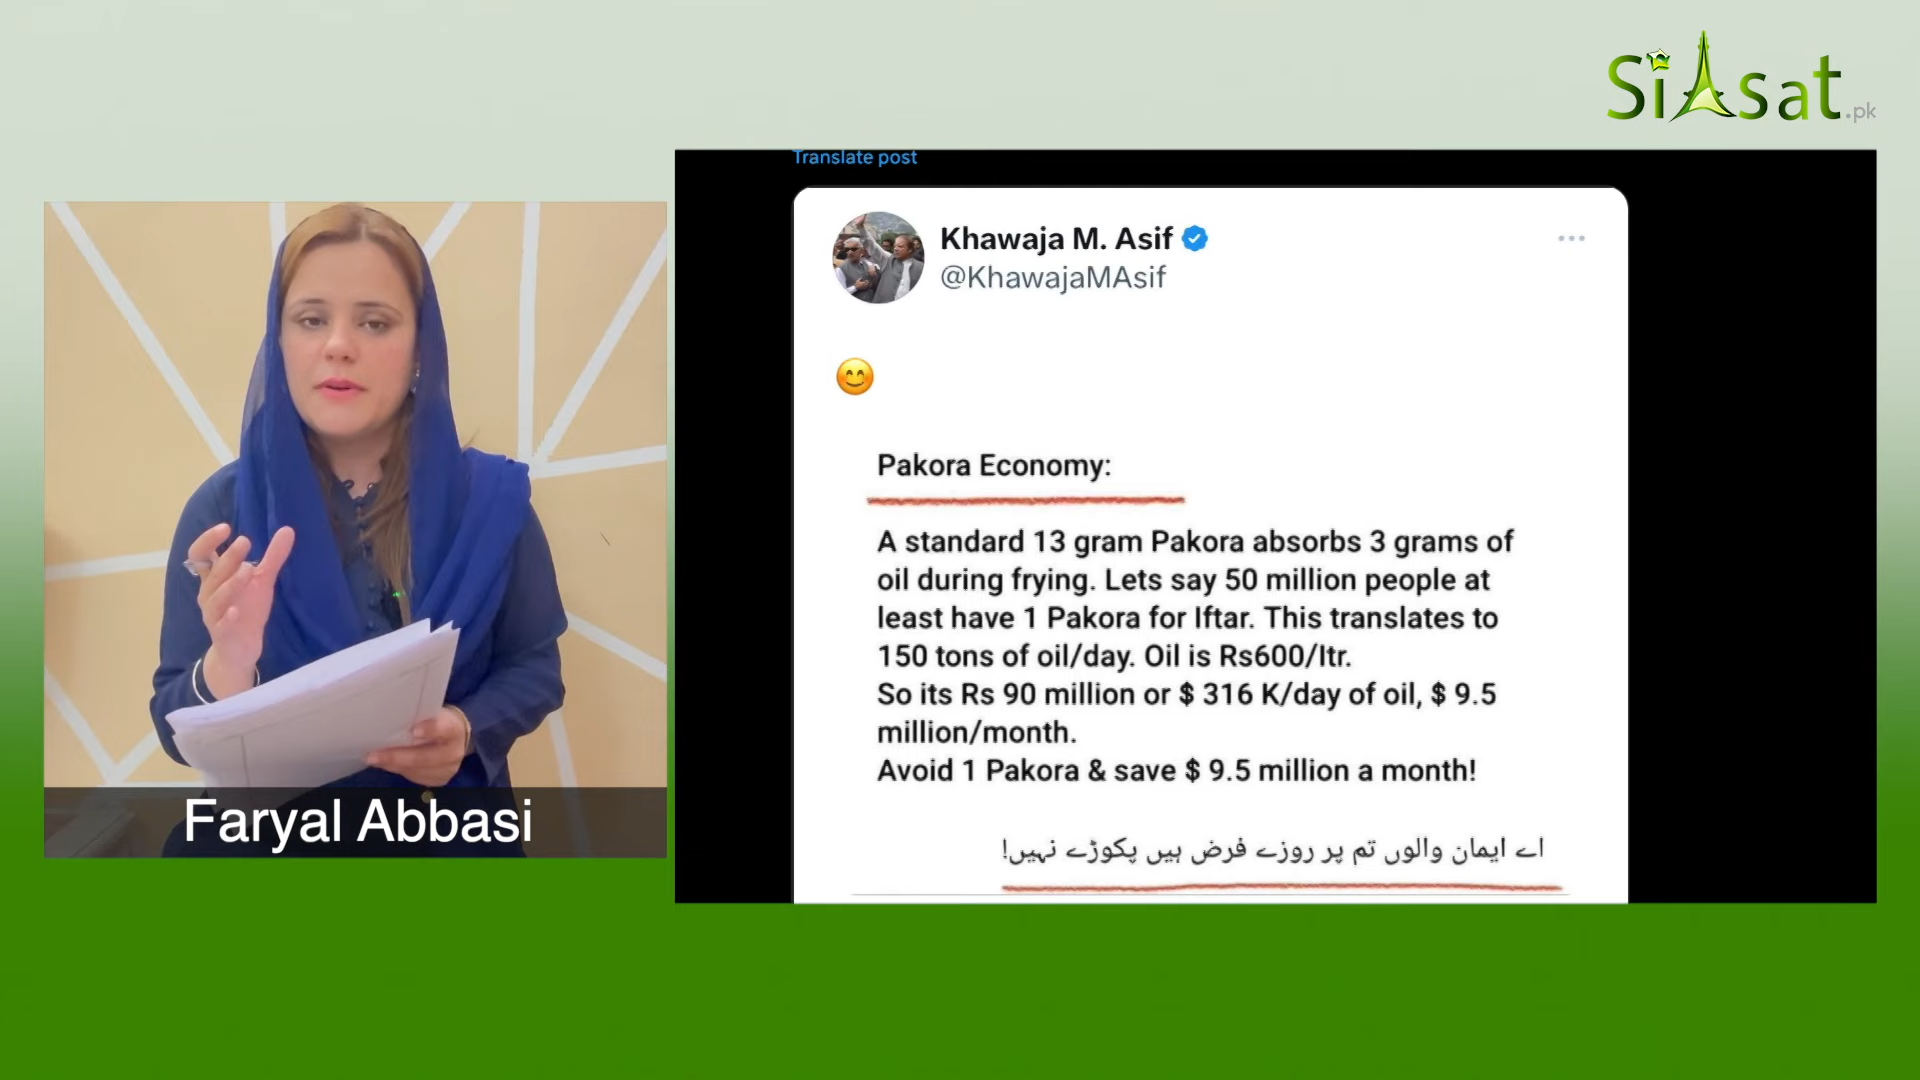 SiAsat.pk
Translate post
Khawaja M. Asif
@KhawajaMAsif
Pakora Economy:
A standard 13 gram Pakora absorbs 3 grams of
oil during frying. Lets say 50 million people at
least have 1 Pakora for Iftar. This translates to
150 tons of oil/day. Oil is Rs600/ltr.
So its Rs 90 million or $ 316 K/day of oil, $ 9.5
million/month.
Avoid 1 Pakora & save $ 9.5 million a month!
اے ایمان والوں تم پر روزے فرض ہیں پکوڑے نہیں!
Faryal Abbasi